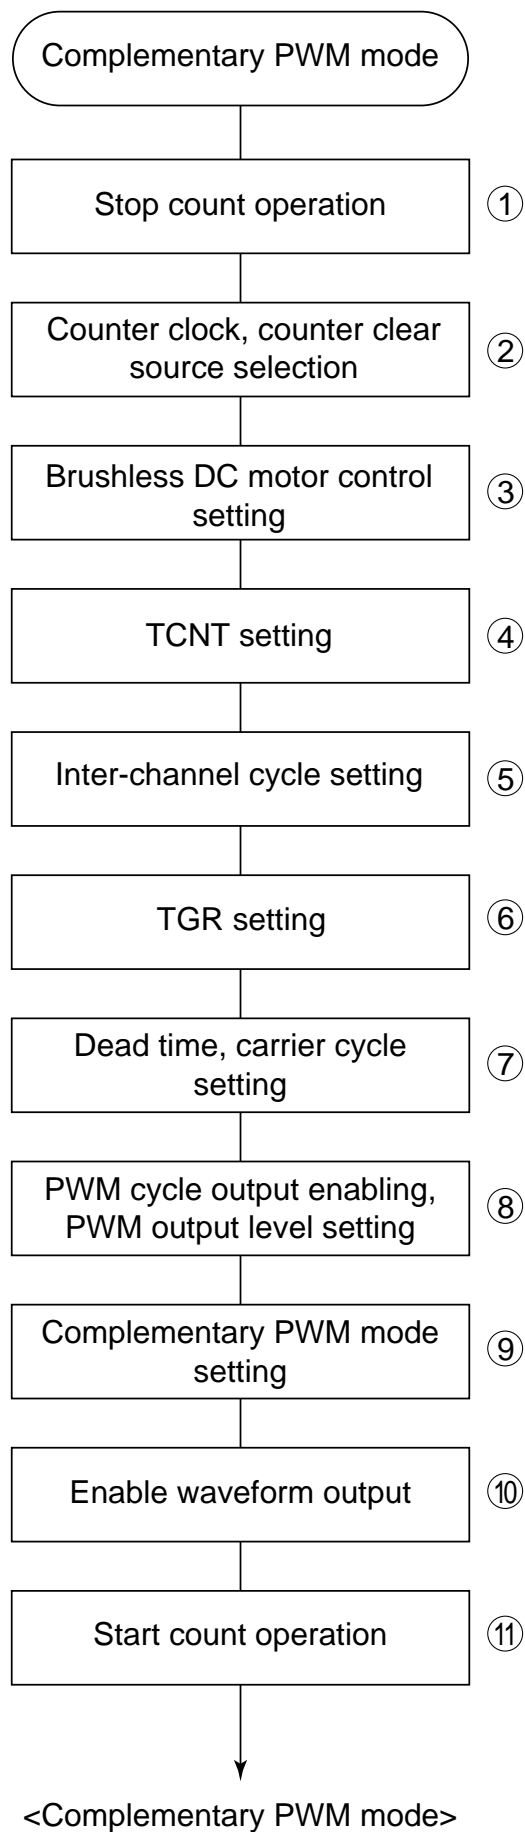 Complementary PWM mode
Stop count operation
①
Counter clock, counter clear
source selection
②
Brushless DC motor control
setting
③
TCNT setting
④
Inter-channel cycle setting
⑤
TGR setting
⑥
Dead time, carrier cycle
setting
⑦
PWM cycle output enabling,
PWM output level setting
⑧
Complementary PWM mode
setting
⑨
Enable waveform output
⑩
Start count operation
⑪
<Complementary PWM mode>